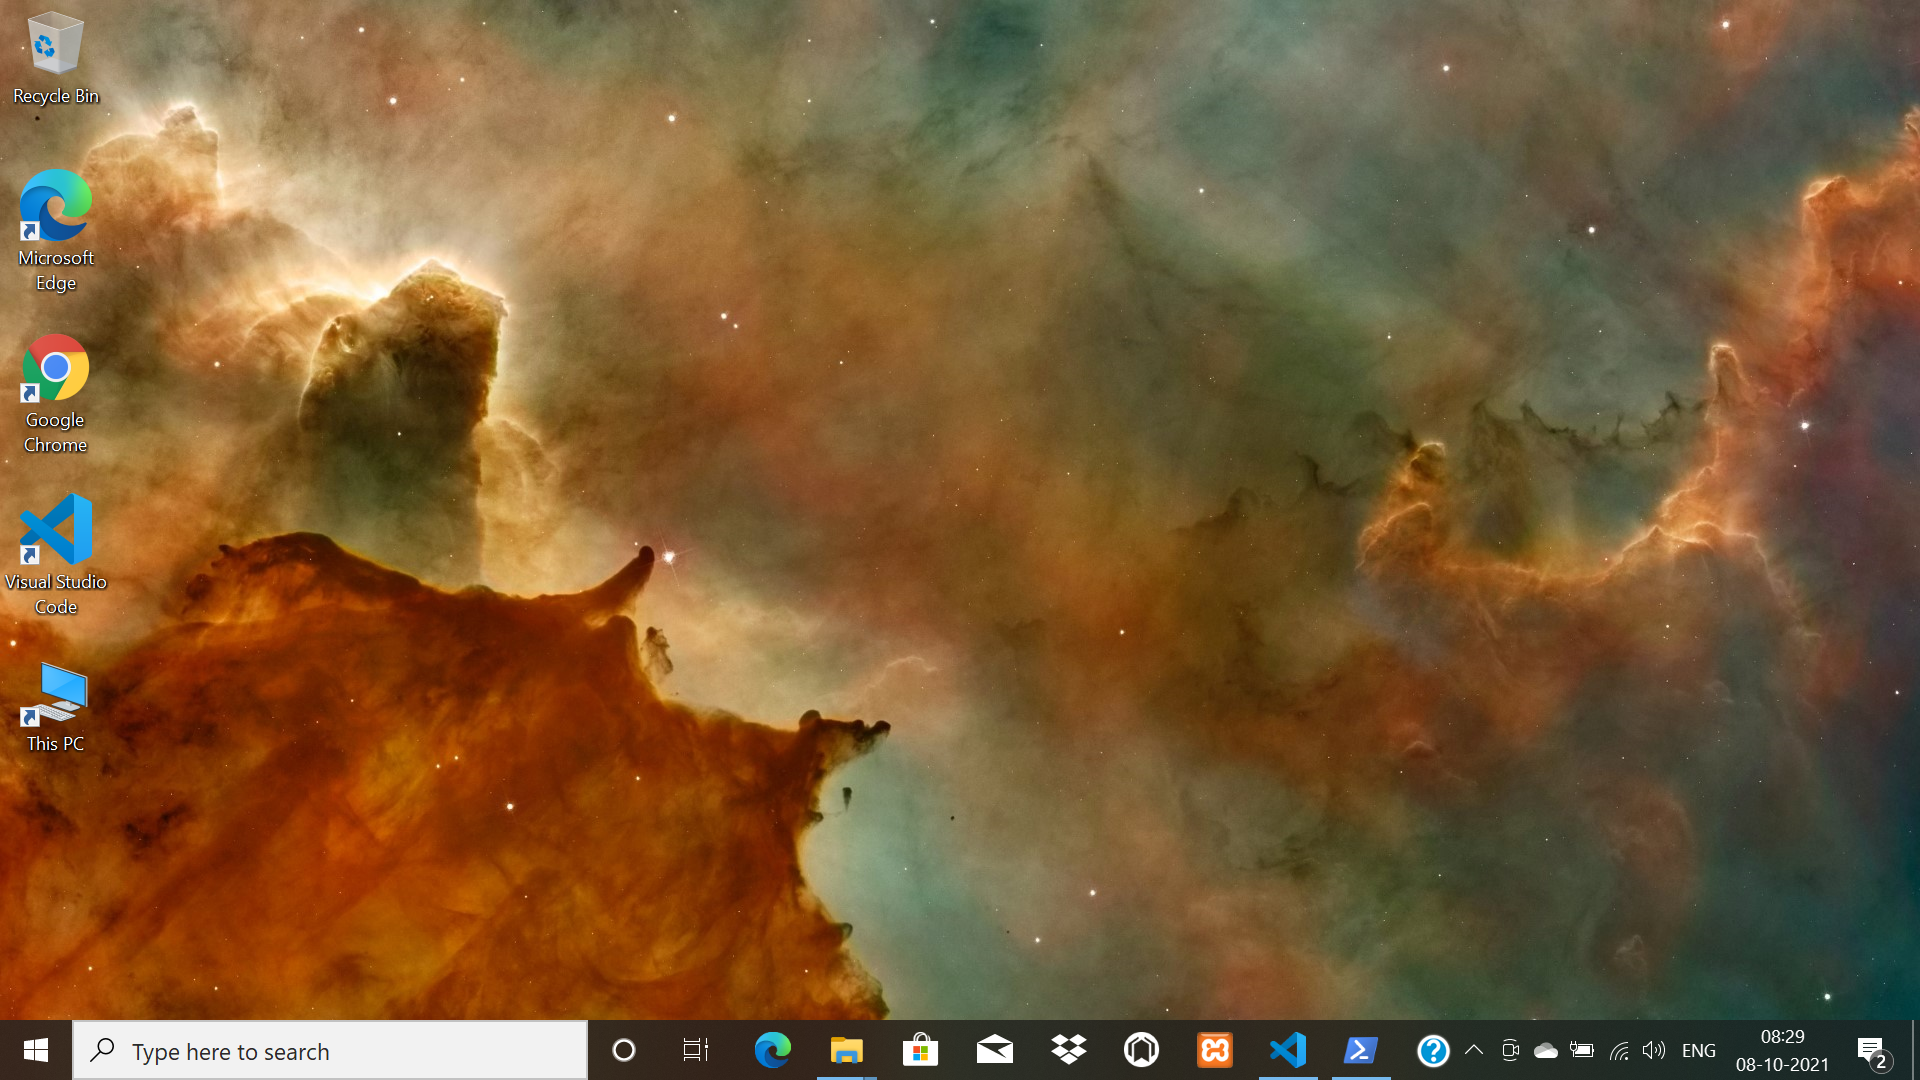 Recycle Bin
Microsoft
Edge
Google
Chrome
Visual Studio
Code
This PC
Type here to search
ENG
08:29
08-10-2021
2